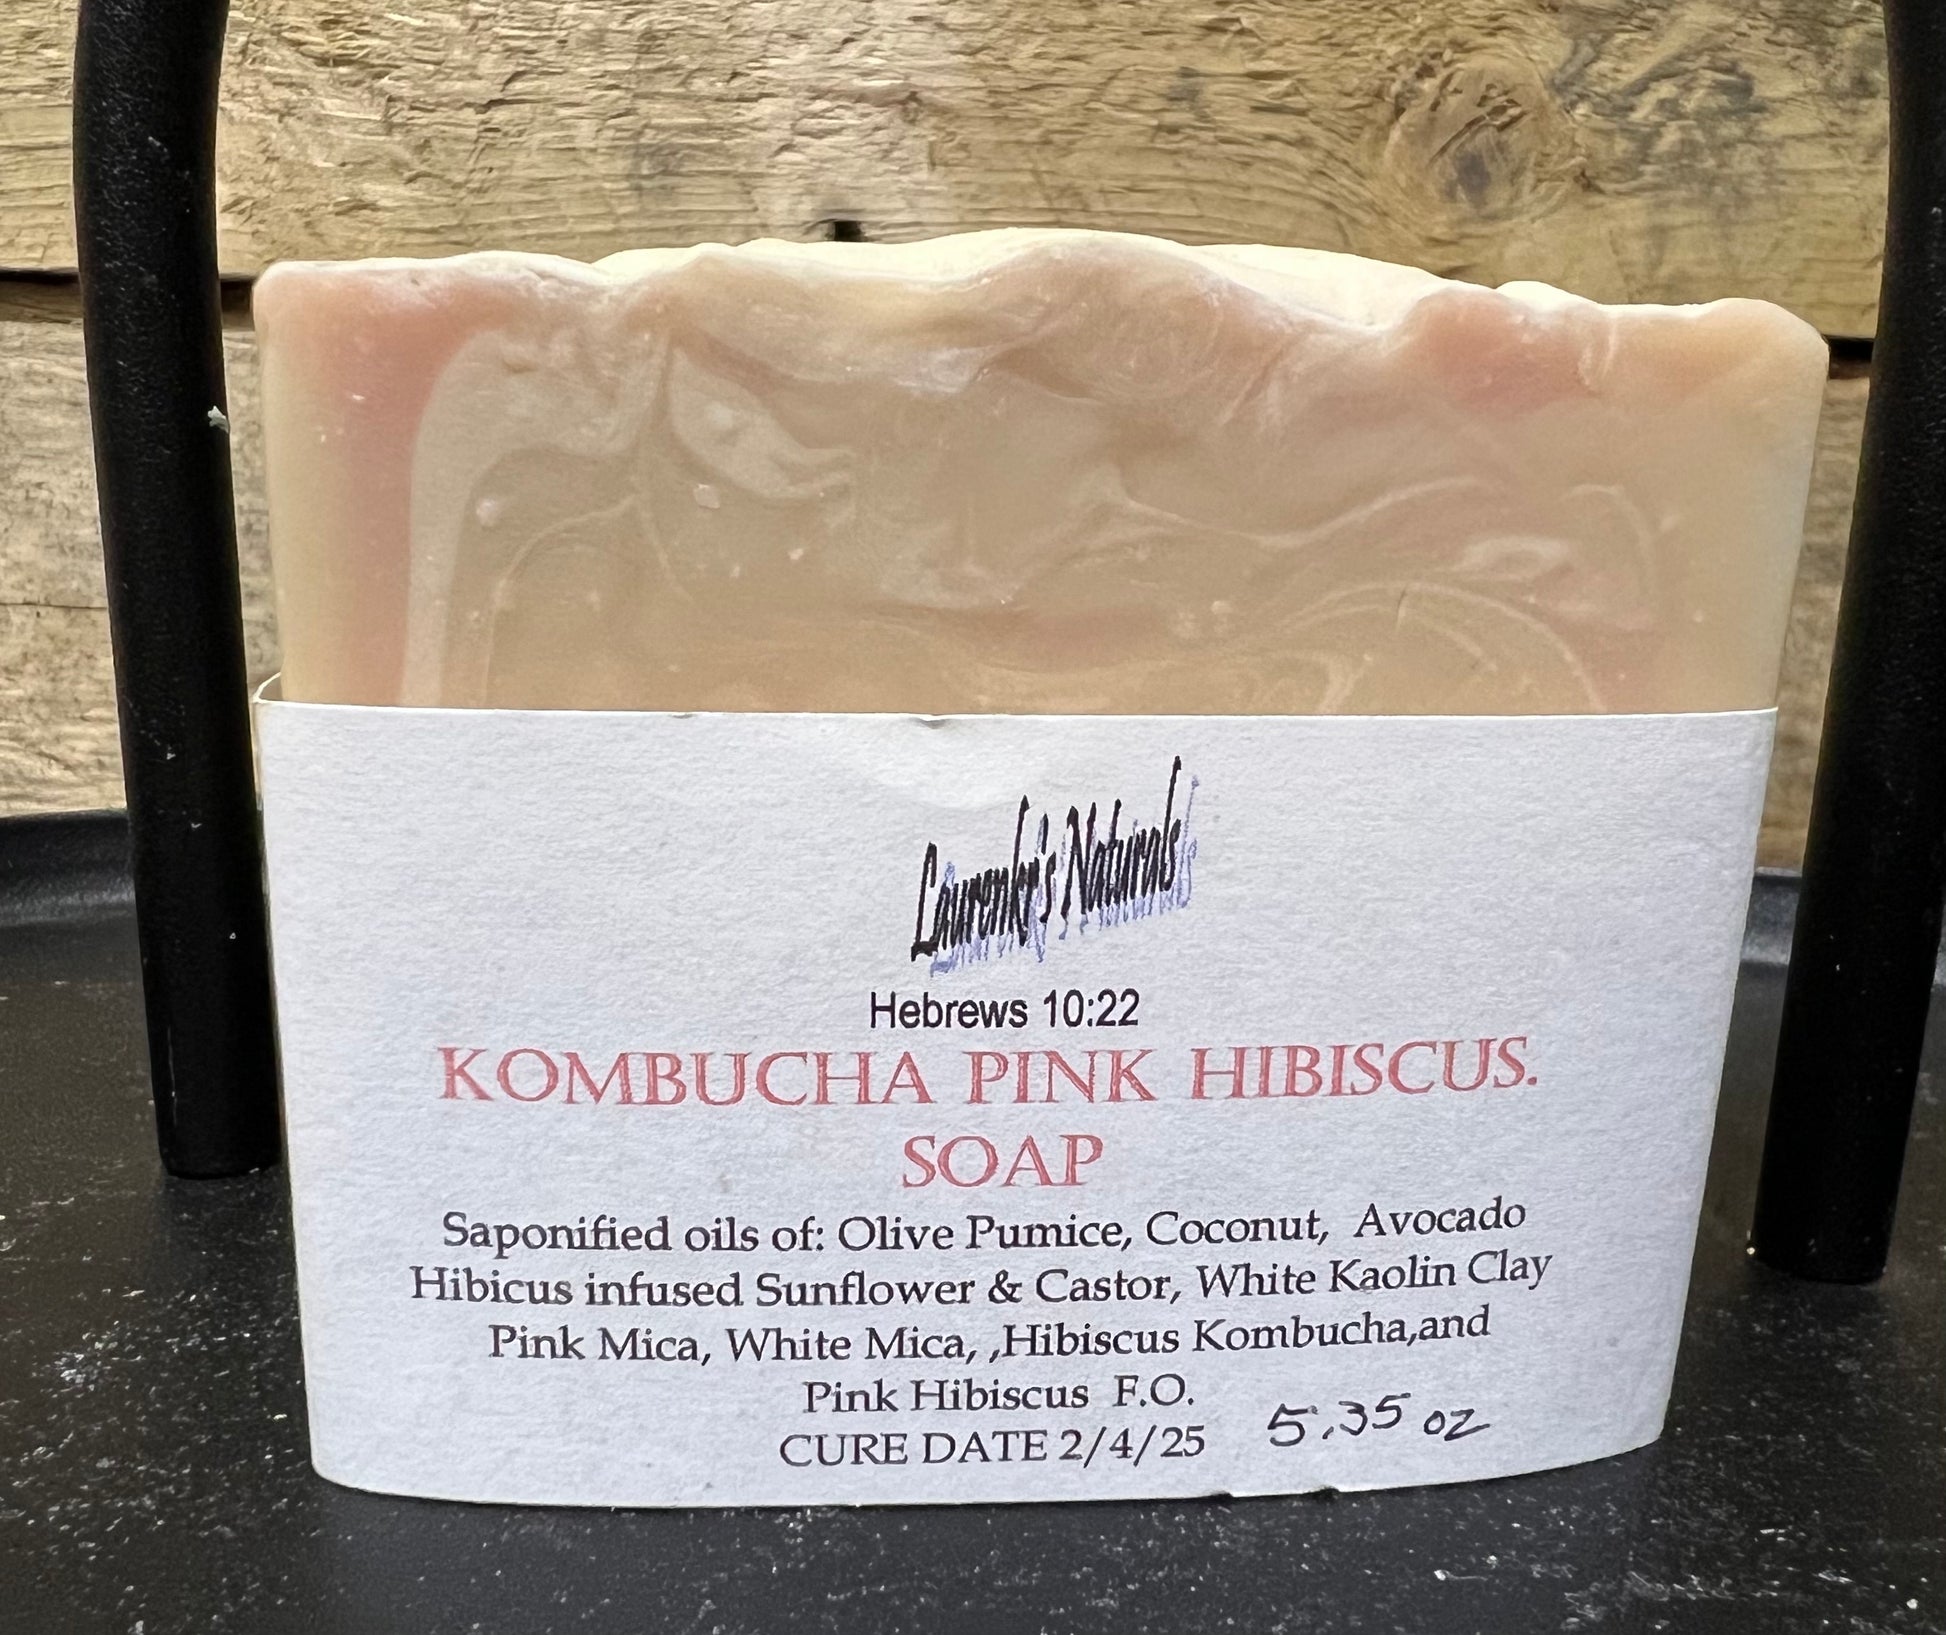 Laurenkr's Naturals
Hebrews 10:22
KOMBUCHA PINK HIBISCUS.
SOAP
Saponified oils of: Olive Pumice, Coconut, Avocado
Hibicus infused Sunflower & Castor, White Kaolin Clay
Pink Mica, White Mica, ,Hibiscus Kombucha,and
Pink Hibiscus F.O.
CURE DATE 2/4/25 5.35 oz